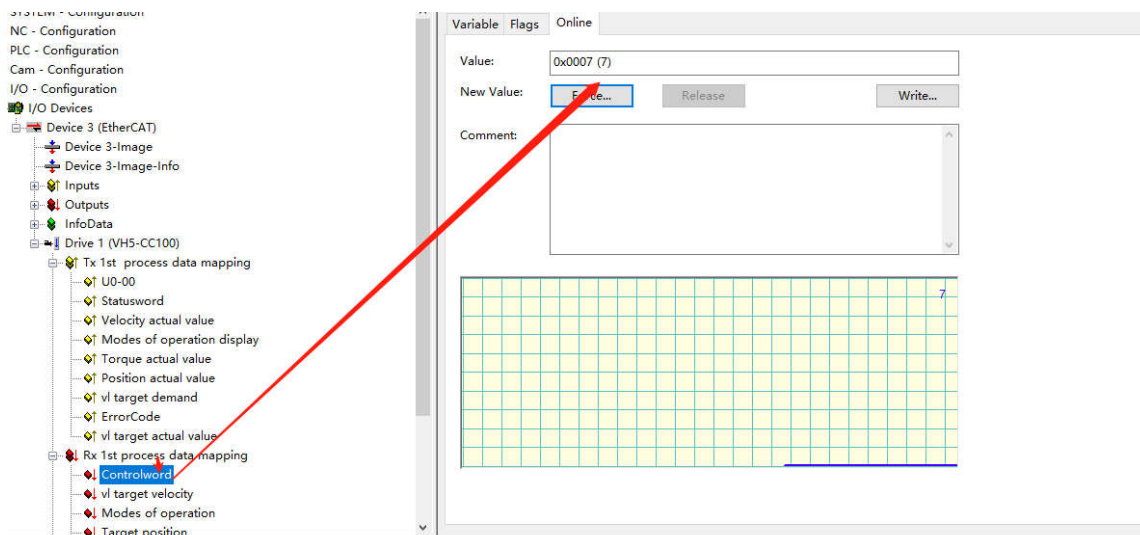 SYSTEM - Configuration
NC - Configuration
PLC - Configuration
Cam - Configuration
I/O - Configuration
I/O Devices
Device 3 (EtherCAT)
Device 3-Image
Device 3-Image-Info
Inputs
Outputs
InfoData
Drive 1 (VH5-CC100)
Tx 1st process data mapping
U0-00
Statusword
Velocity actual value
Modes of operation display
Torque actual value
Position actual value
vl target demand
ErrorCode
vl target actual value
Rx 1st process data mapping
Controlword
vl target velocity
Modes of operation
Target position
Variable Flags Online
Value: 0x0007 (7)
New Value: Force... Release Write...
Comment:
7